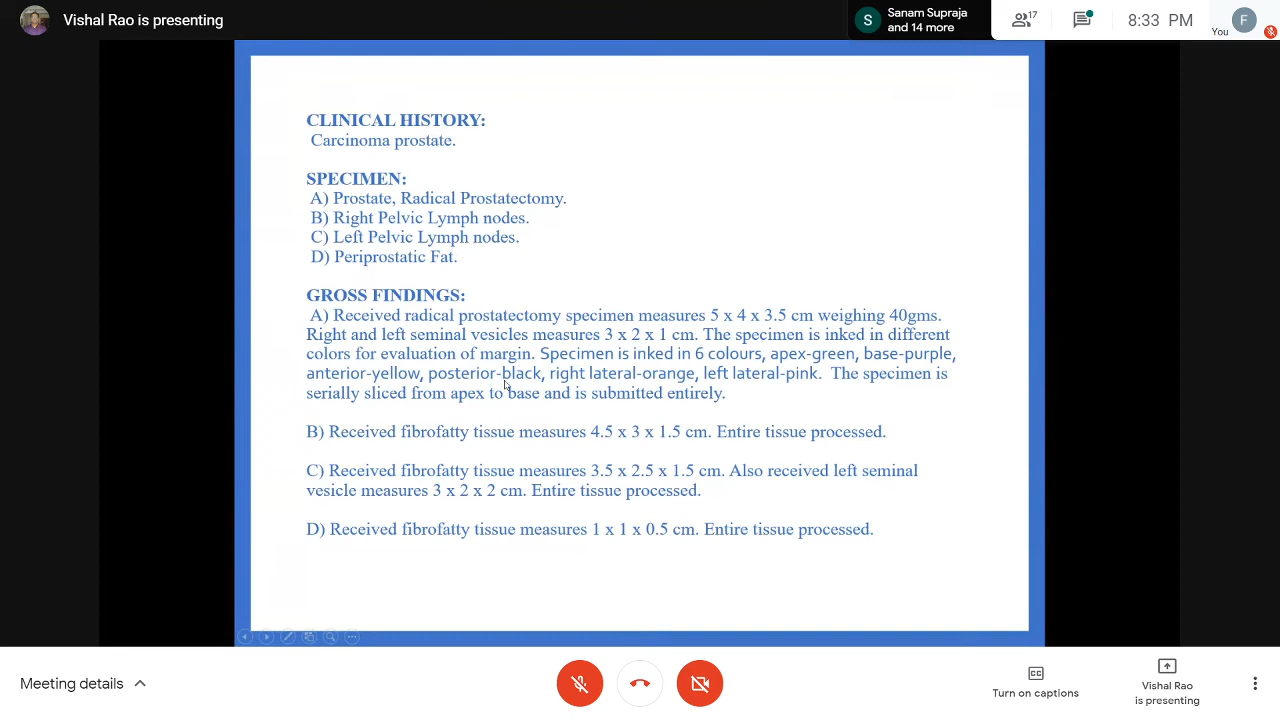 Vishal Rao is presenting
S
Sanam Supraja
and 14 more
17
8:33 PM
You
F
CLINICAL HISTORY:
Carcinoma prostate.
SPECIMEN:
A) Prostate, Radical Prostatectomy.
B) Right Pelvic Lymph nodes.
C) Left Pelvic Lymph nodes.
D) Periprostatic Fat.
GROSS FINDINGS:
A) Received radical prostatectomy specimen measures 5 x 4 x 3.5 cm weighing 40gms.
Right and left seminal vesicles measures 3 x 2 x 1 cm. The specimen is inked in different
colors for evaluation of margin. Specimen is inked in 6 colours, apex-green, base-purple,
anterior-yellow, posterior-black, right lateral-orange, left lateral-pink. The specimen is
serially sliced from apex to base and is submitted entirely.
B) Received fibrofatty tissue measures 4.5 x 3 x 1.5 cm. Entire tissue processed.
C) Received fibrofatty tissue measures 3.5 x 2.5 x 1.5 cm. Also received left seminal
vesicle measures 3 x 2 x 2 cm. Entire tissue processed.
D) Received fibrofatty tissue measures 1 x 1 x 0.5 cm. Entire tissue processed.
Meeting details
CC
Turn on captions
Vishal Rao
is presenting